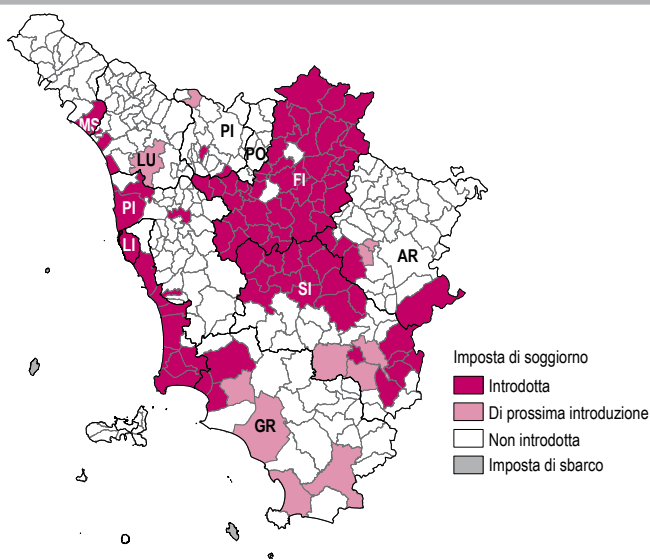 MS
PI
PO
LU
FI
PI
LI
AR
SI
GR
Imposta di soggiorno
Introdotta
Di prossima introduzione
Non introdotta
Imposta di sbarco